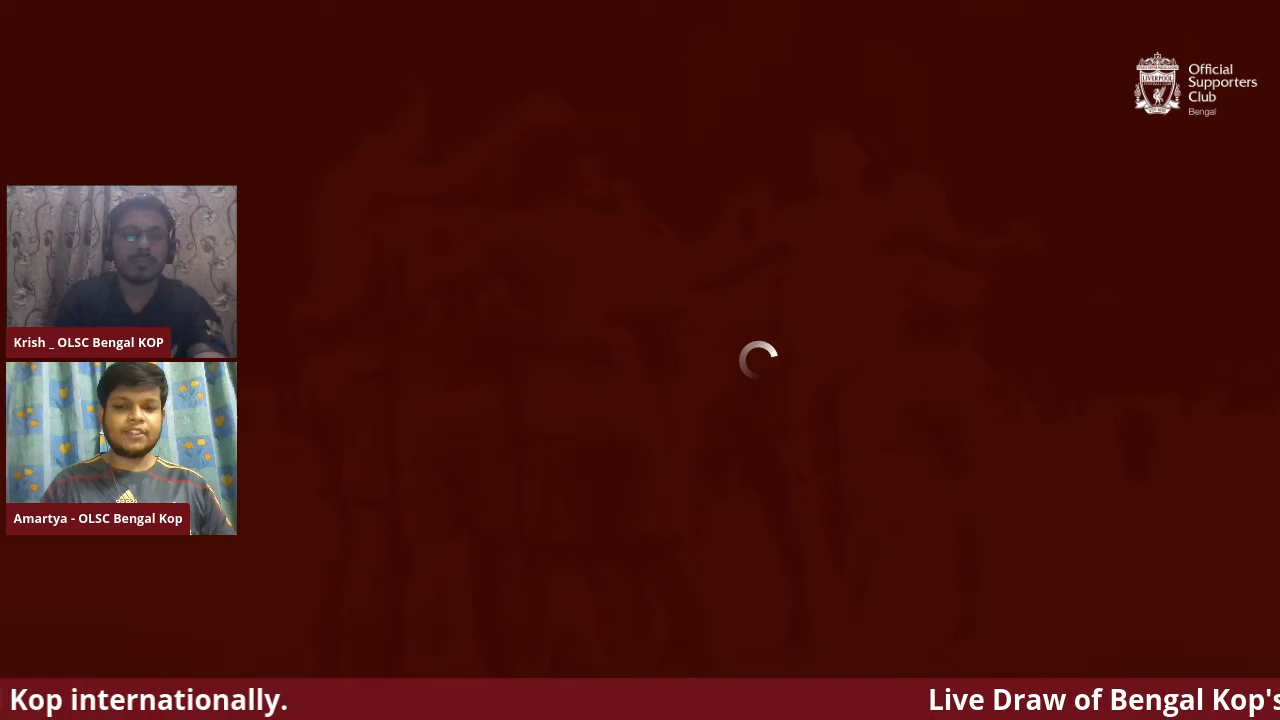 Official
Supporters
Club
Bengal
LIVERPOOL
Krish _ OLSC Bengal KOP
Amartya - OLSC Bengal Kop
Kop internationally.
Live Draw of Bengal Kop's